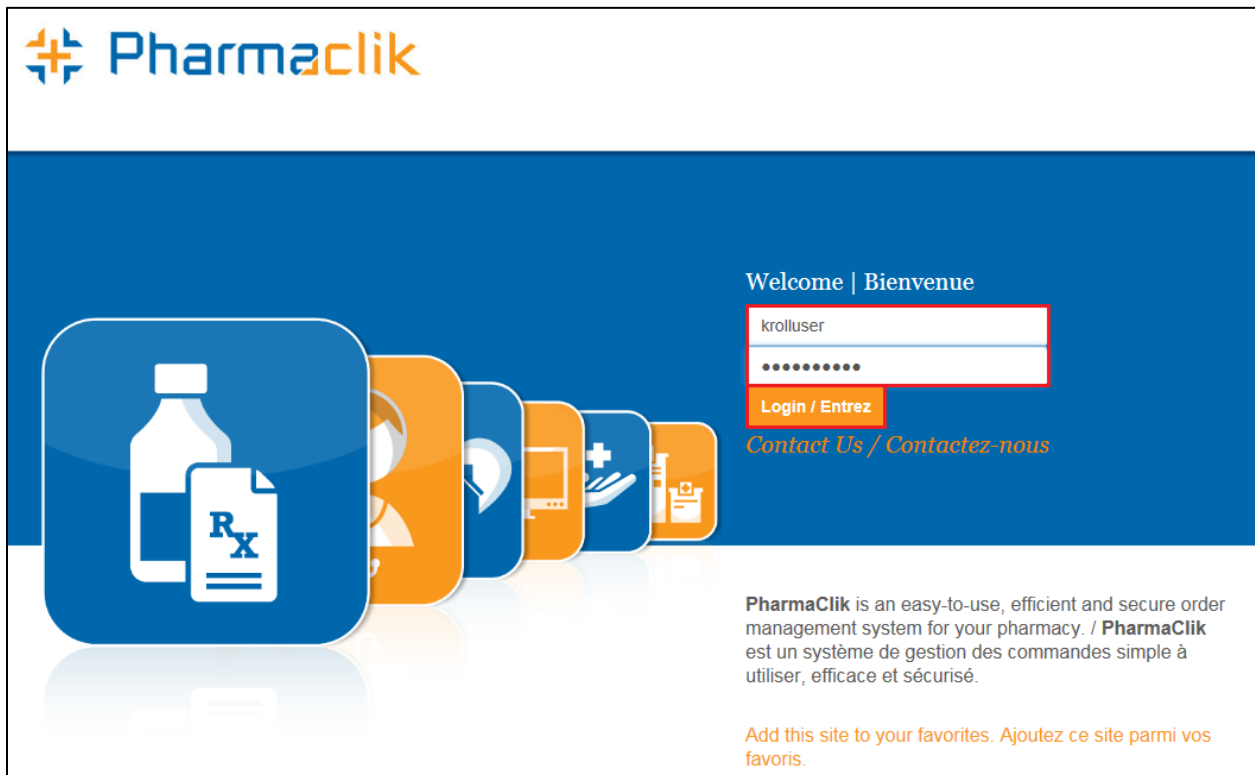 Pharmaclik
Welcome | Bienvenue
krolluser
●●●●●●●●●●
Login / Entrez
Contact Us / Contactez-nous
Rx
PharmaClik is an easy-to-use, efficient and secure order
management system for your pharmacy. / PharmaClik
est un système de gestion des commandes simple à
utiliser, efficace et sécurisé.
Add this site to your favorites. Ajoutez ce site parmi vos
favoris.